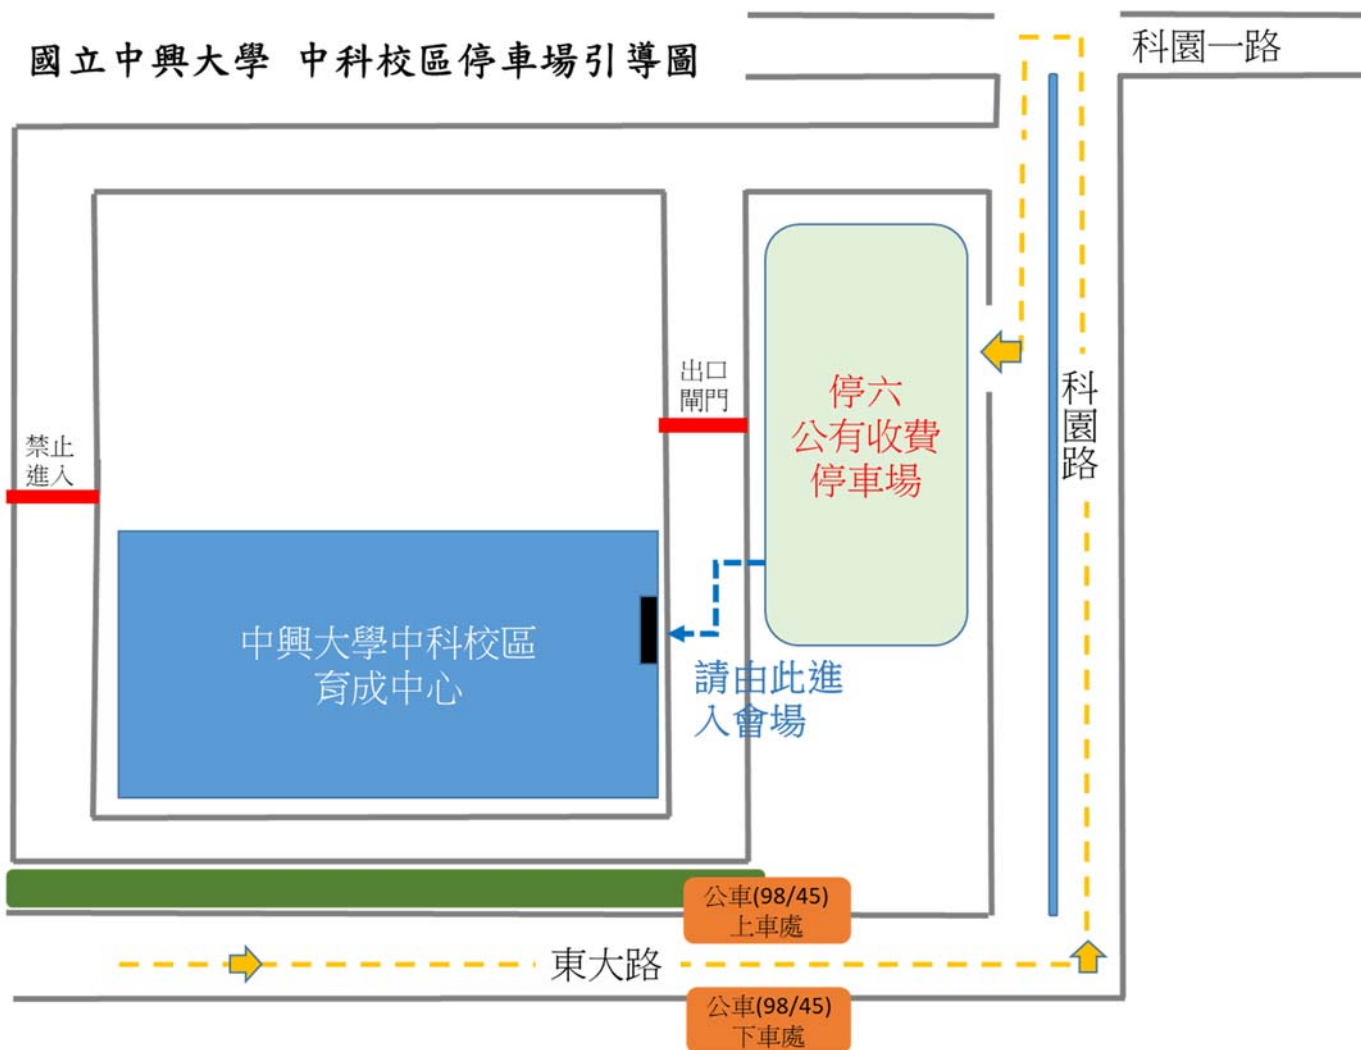 國立中興大學 中科校區停車場引導圖
科園一路
出口
閘門
停六
公有收費
停車場
科園路
禁止
進入
中興大學中科校區
育成中心
請由此進
入會場
公車(98/45)
上車處
東大路
公車(98/45)
下車處